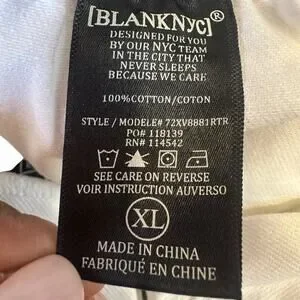 [BLANKNYC]®
DESIGNED FOR YOU
BY OUR NYC TEAM
IN THE CITY THAT
NEVER SLEEPS
BECAUSE WE CARE
100%COTTON/COTON
STYLE / MODELE# 72XV8881RTR
PO# 118139
RN# 114542
SEE CARE ON REVERSE
VOIR INSTRUCTION AUVERSO
XL
MADE IN CHINA
FABRIQUÉ EN CHINE